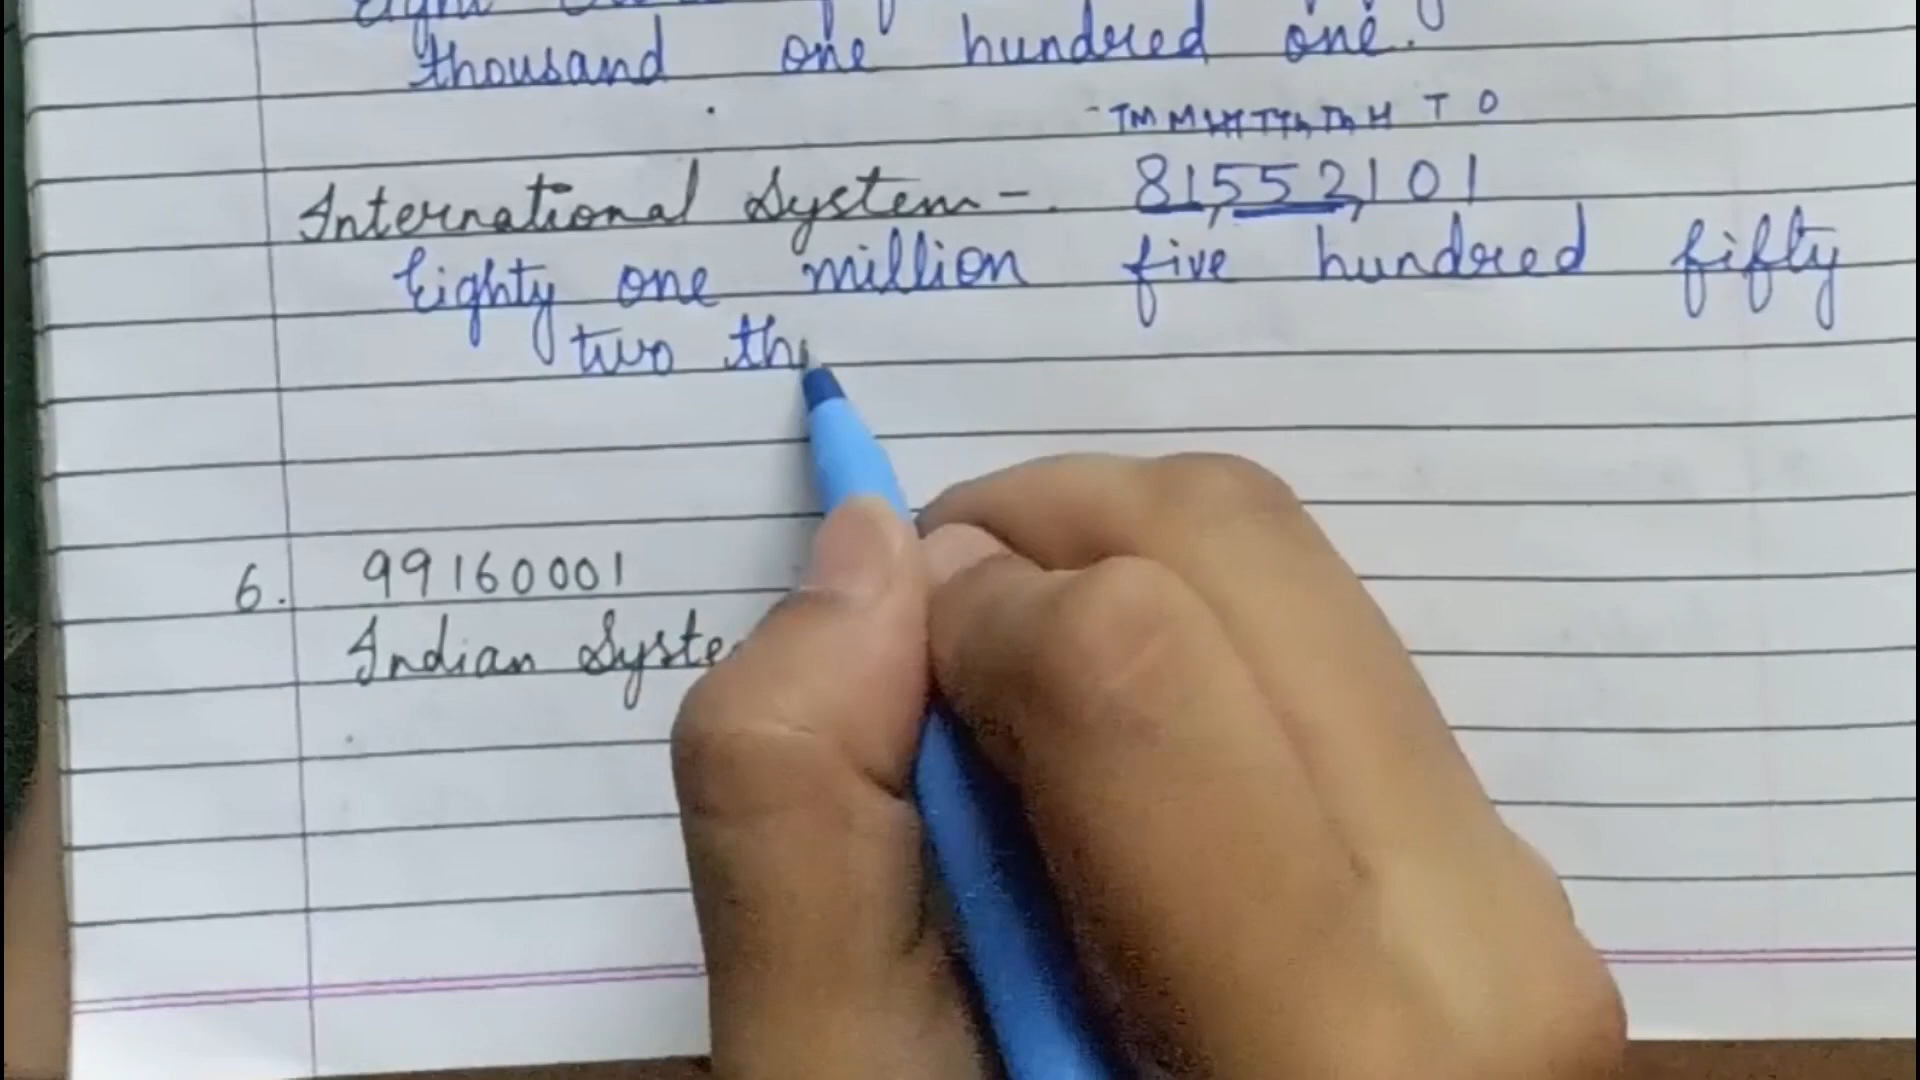 thousand one hundred one.
TM M HTh TTh Th H T O
International System - 81,552,101
Eighty one million five hundred fifty
two th
6. 99160001
Indian Syste